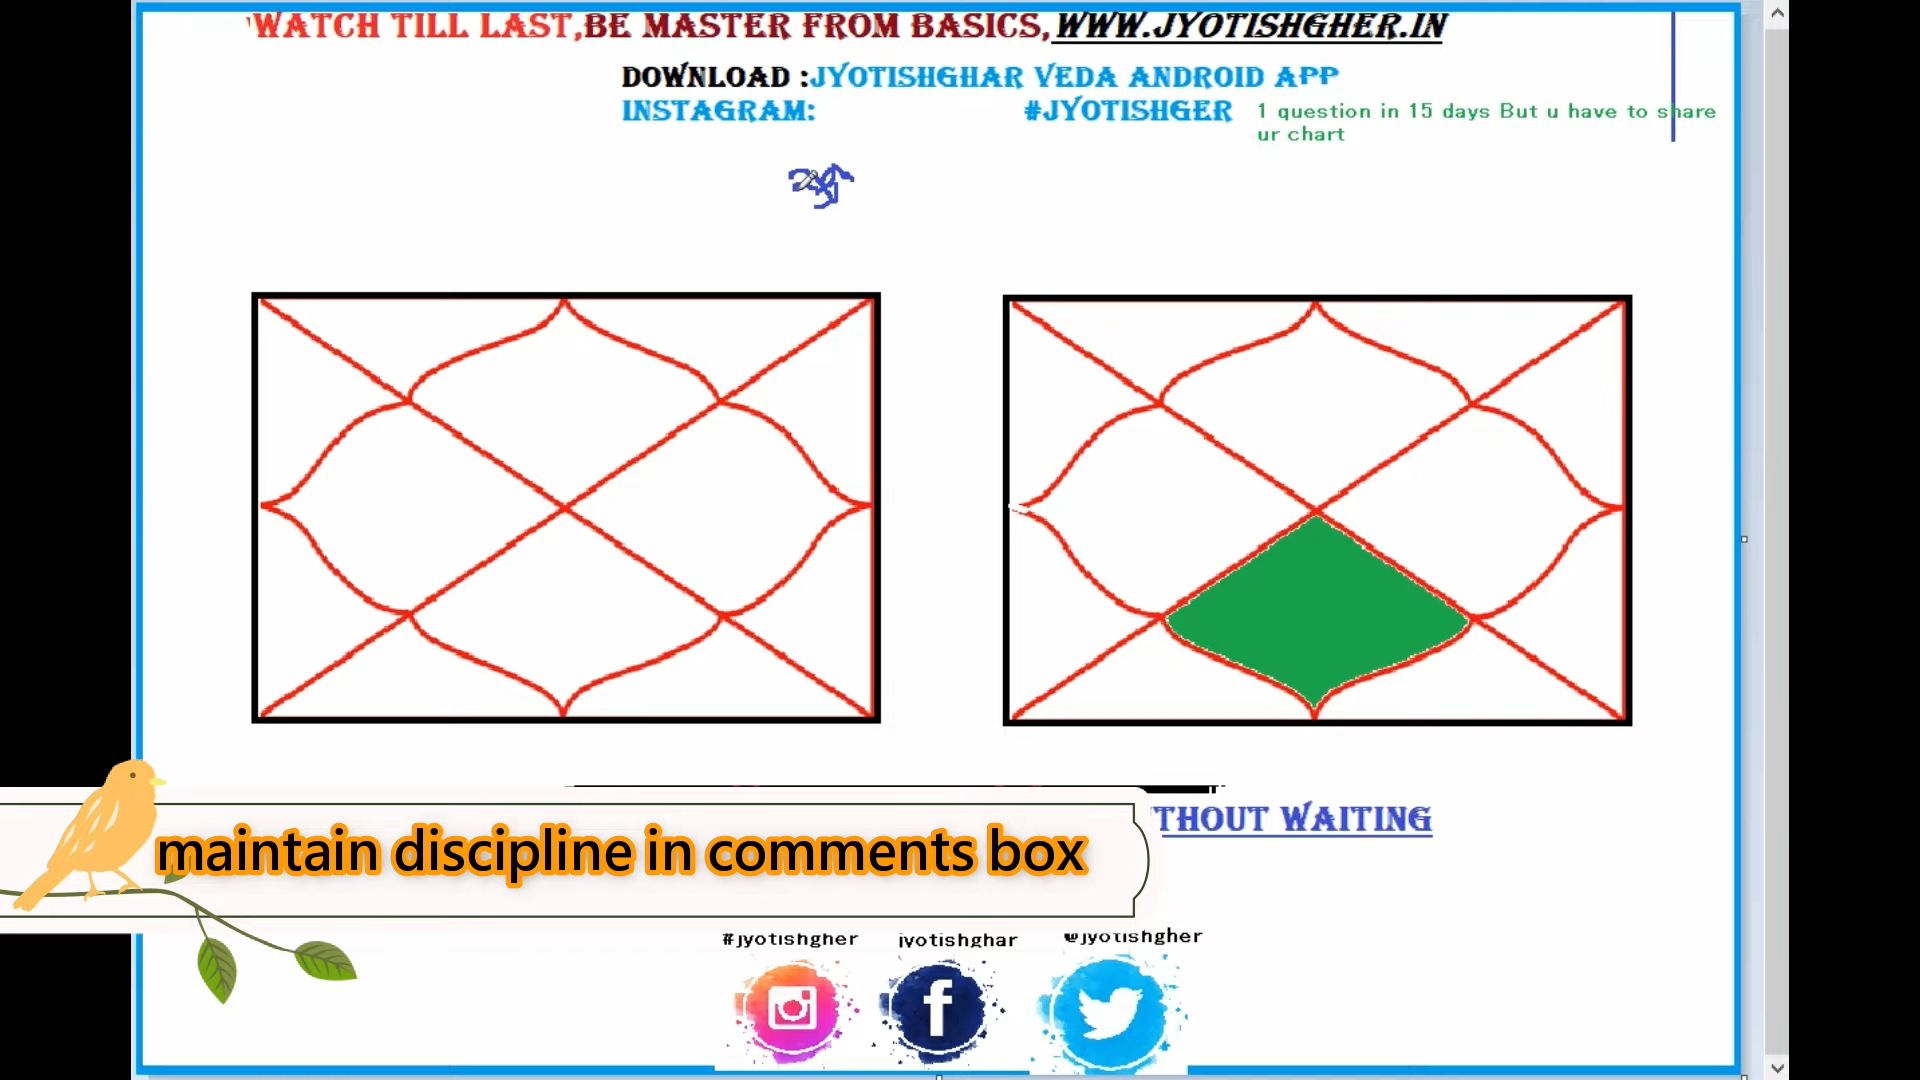 WATCH TILL LAST,BE MASTER FROM BASICS,WWW.JYOTISHGHER.IN
DOWNLOAD :JYOTISHGHAR VEDA ANDROID APP
INSTAGRAM: #JYOTISHGER
1 question in 15 days But u have to share
ur chart
THOUT WAITING
maintain discipline in comments box
#jyotishgher jyotishghar @jyotishgher